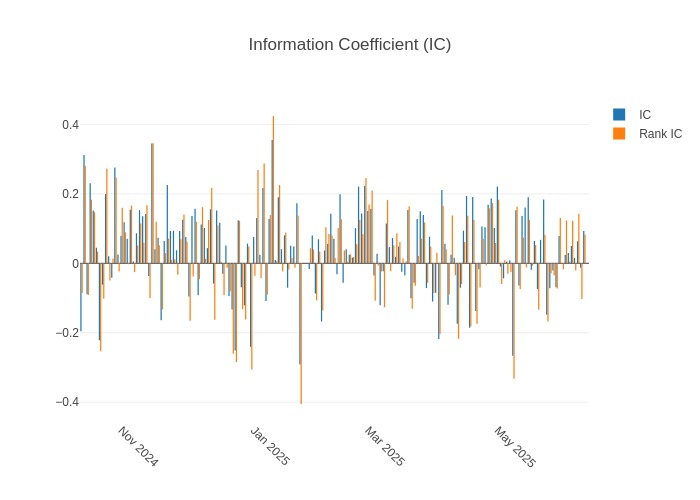 Information Coefficient (IC)
IC
Rank IC
0.4
0.2
0
−0.2
−0.4
Nov 2024
Jan 2025
Mar 2025
May 2025